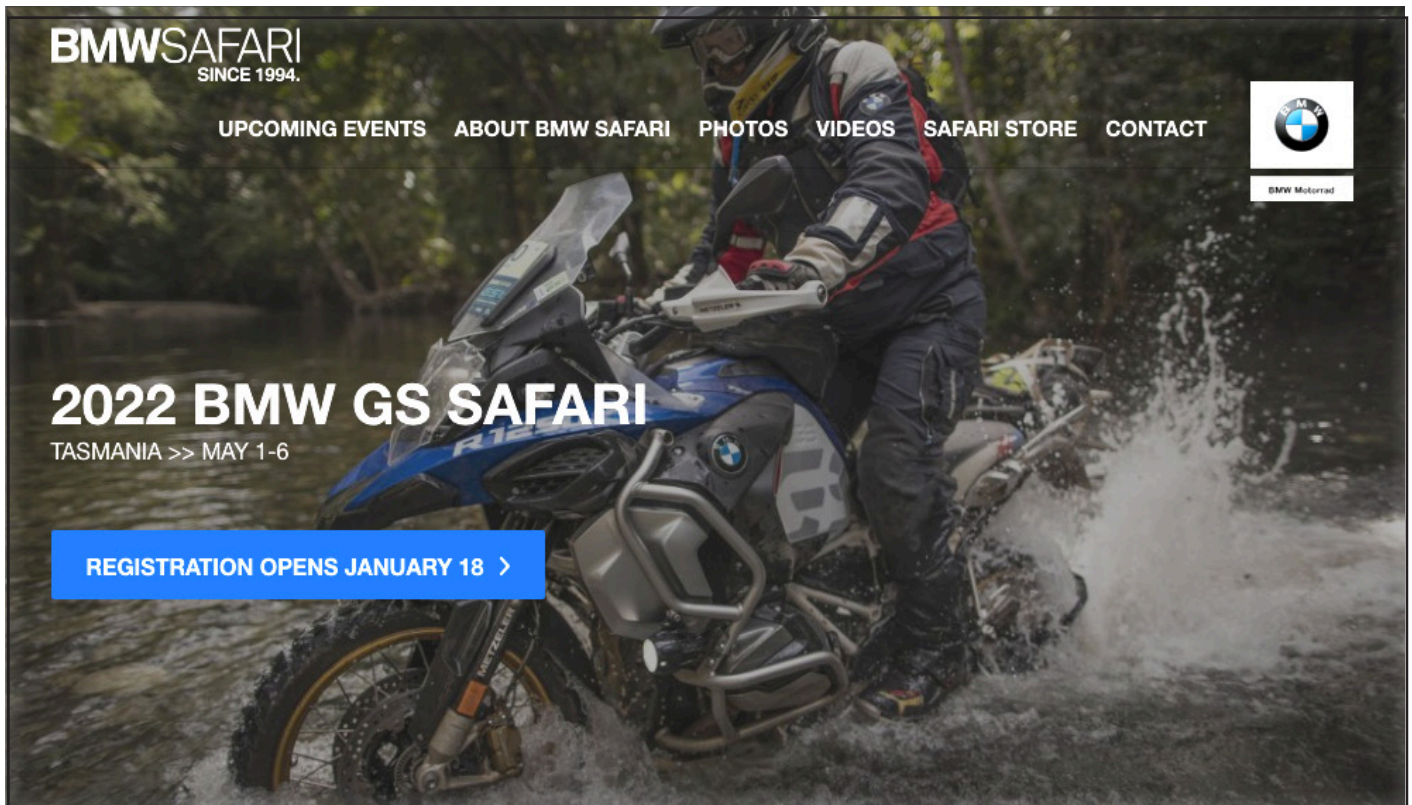 BMWSAFARI
SINCE 1994.
UPCOMING EVENTS ABOUT BMW SAFARI PHOTOS VIDEOS SAFARI STORE CONTACT
BMW
BMW Motorrad
METZELER
2022 BMW GS SAFARI
TASMANIA >> MAY 1-6
REGISTRATION OPENS JANUARY 18 >
METZELER